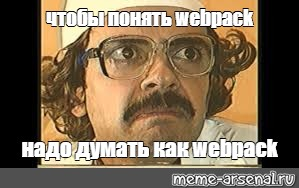 чтобы понять webpack
надо думать как webpack
meme-arsenal.ru